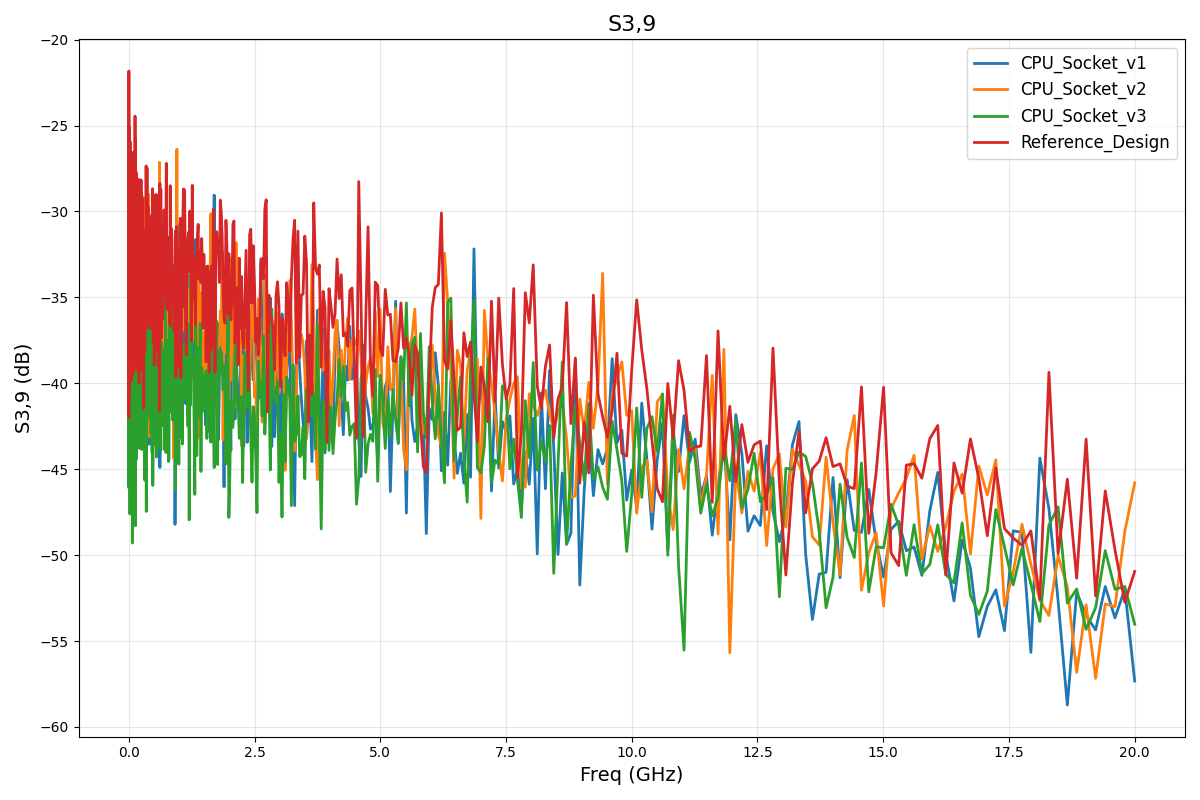 S3,9
CPU_Socket_v1
CPU_Socket_v2
CPU_Socket_v3
Reference_Design
S3,9 (dB)
−20
−25
−30
−35
−40
−45
−50
−55
−60
0.0 2.5 5.0 7.5 10.0 12.5 15.0 17.5 20.0
Freq (GHz)